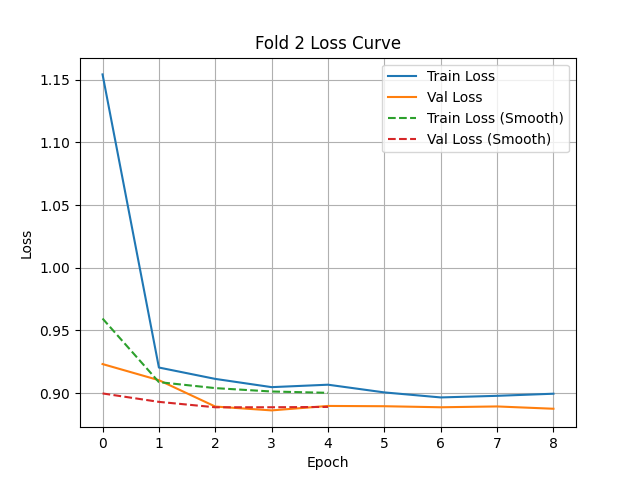 Fold 2 Loss Curve
Train Loss
Val Loss
Train Loss (Smooth)
Val Loss (Smooth)
Loss
1.15
1.10
1.05
1.00
0.95
0.90
0 1 2 3 4 5 6 7 8
Epoch